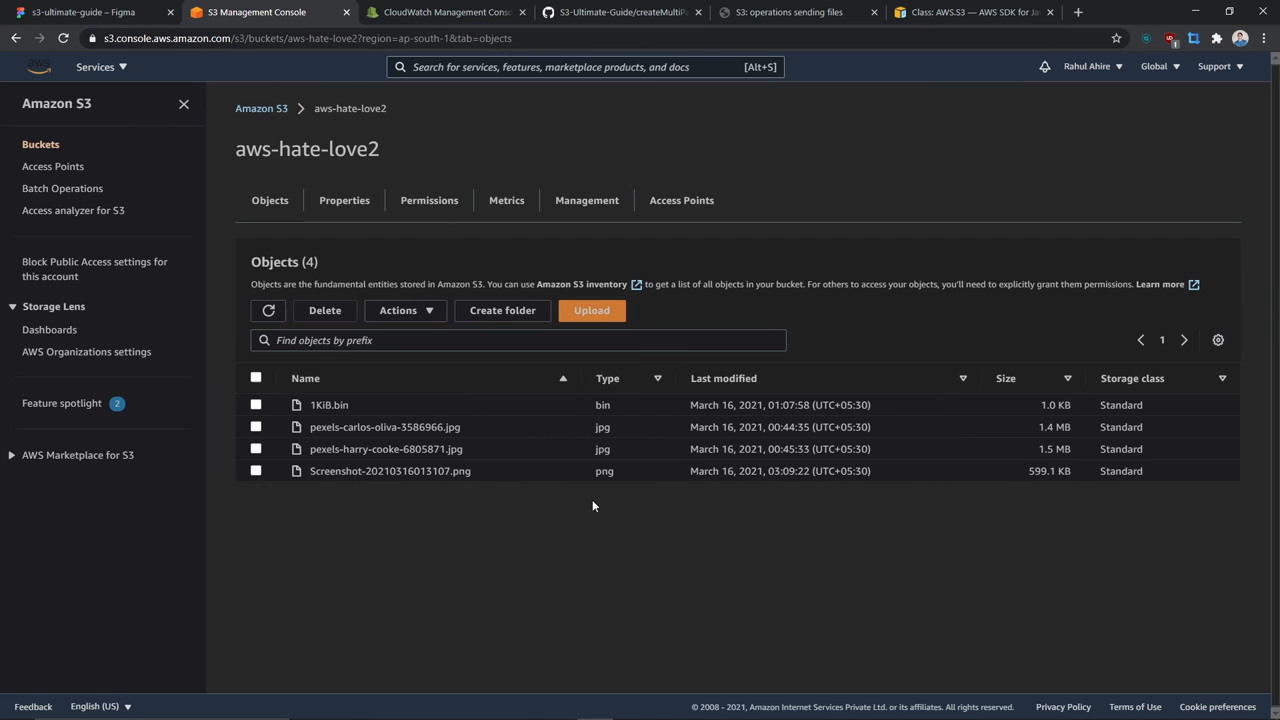 s3-ultimate-guide – Figma
S3 Management Console
CloudWatch Management Conso
S3-Ultimate-Guide/createMultiPa
S3: operations sending files
Class: AWS.S3 — AWS SDK for Ja
s3.console.aws.amazon.com/s3/buckets/aws-hate-love2?region=ap-south-1&tab=objects
1
aws
Services
Search for services, features, marketplace products, and docs
[Alt+S]
Rahul Ahire
Global
Support
Amazon S3
Buckets
Access Points
Batch Operations
Access analyzer for S3
Block Public Access settings for
this account
Storage Lens
Dashboards
AWS Organizations settings
Feature spotlight 2
AWS Marketplace for S3
Amazon S3 aws-hate-love2
aws-hate-love2
Objects Properties Permissions Metrics Management Access Points
Objects (4)
Objects are the fundamental entities stored in Amazon S3. You can use Amazon S3 inventory to get a list of all objects in your bucket. For others to access your objects, you'll need to explicitly grant them permissions. Learn more
Delete Actions Create folder Upload
Find objects by prefix
1
Name Type Last modified Size Storage class
1KiB.bin bin March 16, 2021, 01:07:58 (UTC+05:30) 1.0 KB Standard
pexels-carlos-oliva-3586966.jpg jpg March 16, 2021, 00:44:35 (UTC+05:30) 1.4 MB Standard
pexels-harry-cooke-6805871.jpg jpg March 16, 2021, 00:45:33 (UTC+05:30) 1.5 MB Standard
Screenshot-20210316013107.png png March 16, 2021, 03:09:22 (UTC+05:30) 599.1 KB Standard
Feedback English (US) © 2008 - 2021, Amazon Internet Services Private Ltd. or its affiliates. All rights reserved. Privacy Policy Terms of Use Cookie preferences